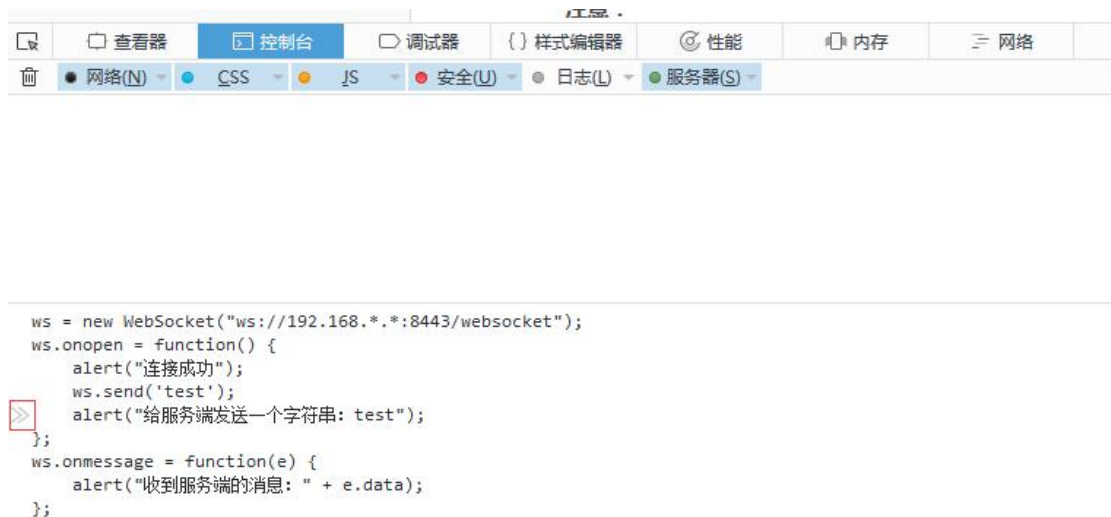 查看器 控制台 调试器 {} 样式编辑器 性能 内存 网络
网络(N) CSS JS 安全(U) 日志(L) 服务器(S)
ws = new WebSocket("ws://192.168.*.*:8443/websocket");
ws.onopen = function() {
alert("连接成功");
ws.send('test');
alert("给服务端发送一个字符串: test");
};
ws.onmessage = function(e) {
alert("收到服务端的消息: " + e.data);
};